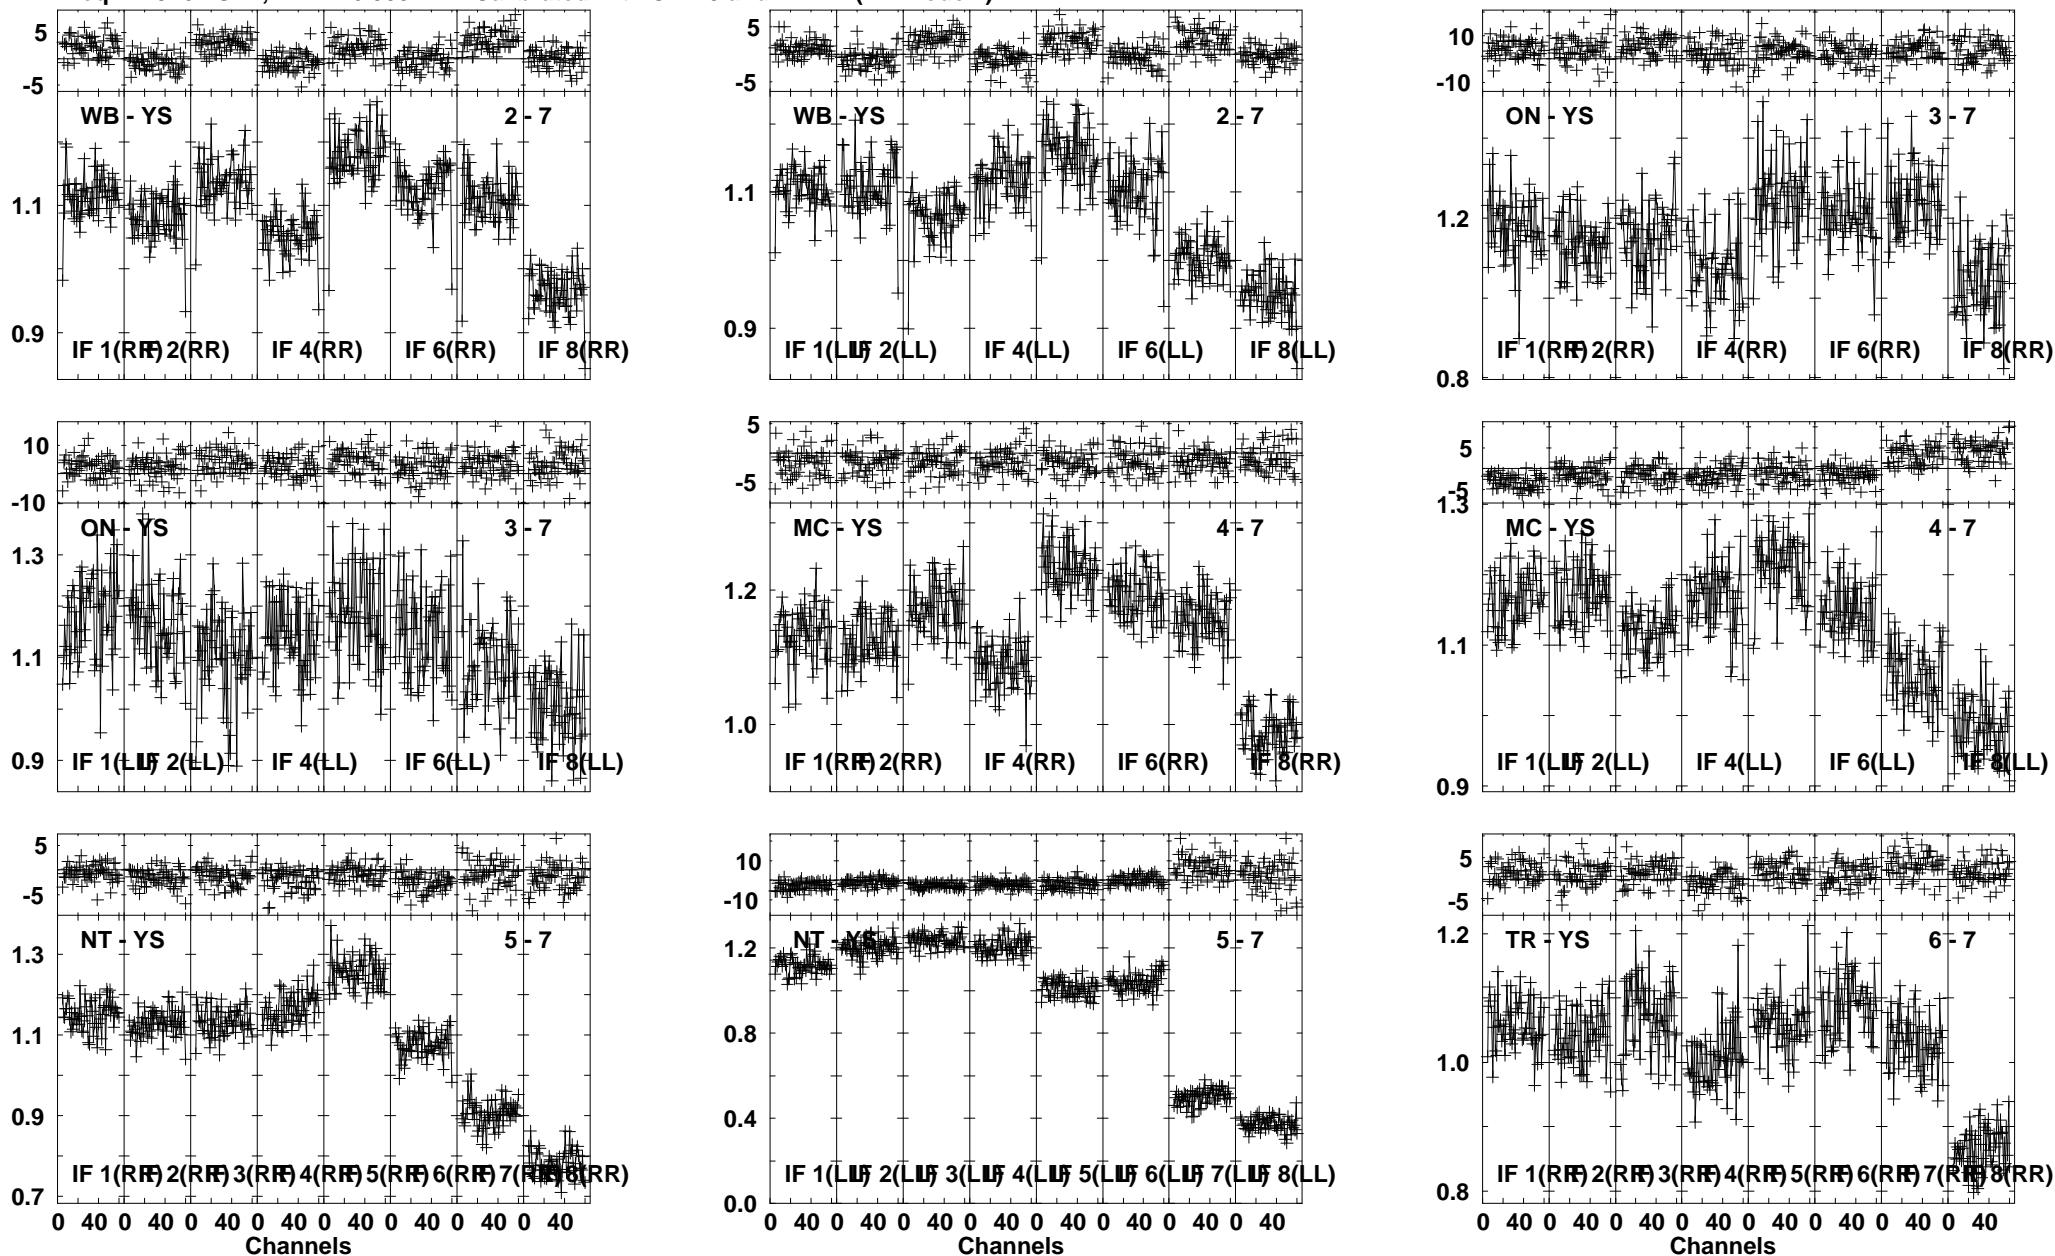 5 5 10
-5 -5 -10
WB - YS 2 - 7 WB - YS 2 - 7 ON - YS 3 - 7
1.1 1.1 1.2
0.9 0.9
IF 1(RR) IF 2(RR) IF 4(RR) IF 6(RR) IF 8(RR) IF 1(LL) IF 2(LL) IF 4(LL) IF 6(LL) IF 8(LL) IF 1(RR) IF 2(RR) IF 4(RR) IF 6(RR) IF 8(RR)
0.8
10 5 5
-10 -5 -5
ON - YS 3 - 7 MC - YS 4 - 7 MC - YS 4 - 7
1.3 1.2 1.3
1.1 1.0 1.1
0.9 0.9
IF 1(LL) IF 2(LL) IF 4(LL) IF 6(LL) IF 8(LL) IF 1(RR) IF 2(RR) IF 4(RR) IF 6(RR) IF 8(RR) IF 1(LL) IF 2(LL) IF 4(LL) IF 6(LL) IF 8(LL)
5 10 5
-5 -10 -5
NT - YS 5 - 7 NT - YS 5 - 7 TR - YS 6 - 7
1.3 1.2 1.2
1.1 0.8 1.0
0.9 0.4
IF 1(RR) IF 2(RR) IF 3(RR) IF 4(RR) IF 5(RR) IF 6(RR) IF 7(RR) IF 8(RR) IF 1(LL) IF 2(LL) IF 3(LL) IF 4(LL) IF 5(LL) IF 6(LL) IF 7(LL) IF 8(LL) IF 1(RR) IF 2(RR) IF 3(RR) IF 4(RR) IF 5(RR) IF 6(RR) IF 7(RR) IF 8(RR)
0.7 0.0 0.8
0 40 0 40 0 40 0 40 0 40 0 40 0 40 0 40 0 40 0 40 0 40 0 40 0 40 0 40 0 40 0 40 0 40 0 40 0 40 0 40 0 40 0 40 0 40 0 40
Channels Channels Channels